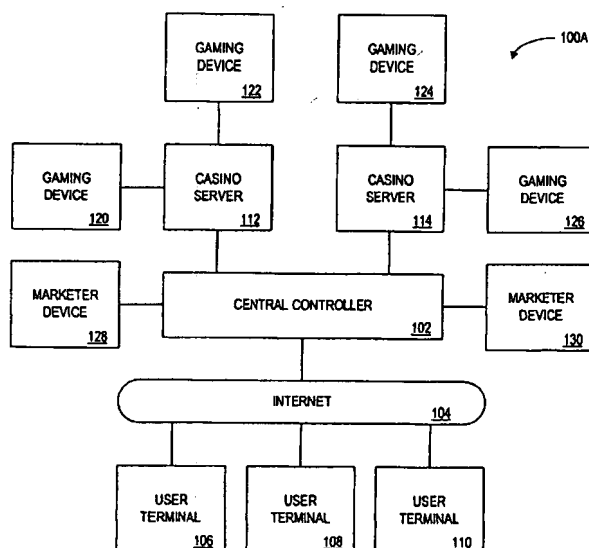 GAMING
DEVICE
122
GAMING
DEVICE
124
100A
GAMING
DEVICE
120
CASINO
SERVER
112
CASINO
SERVER
114
GAMING
DEVICE
126
MARKETER
DEVICE
128
CENTRAL CONTROLLER
102
MARKETER
DEVICE
130
INTERNET
104
USER
TERMINAL
106
USER
TERMINAL
108
USER
TERMINAL
110